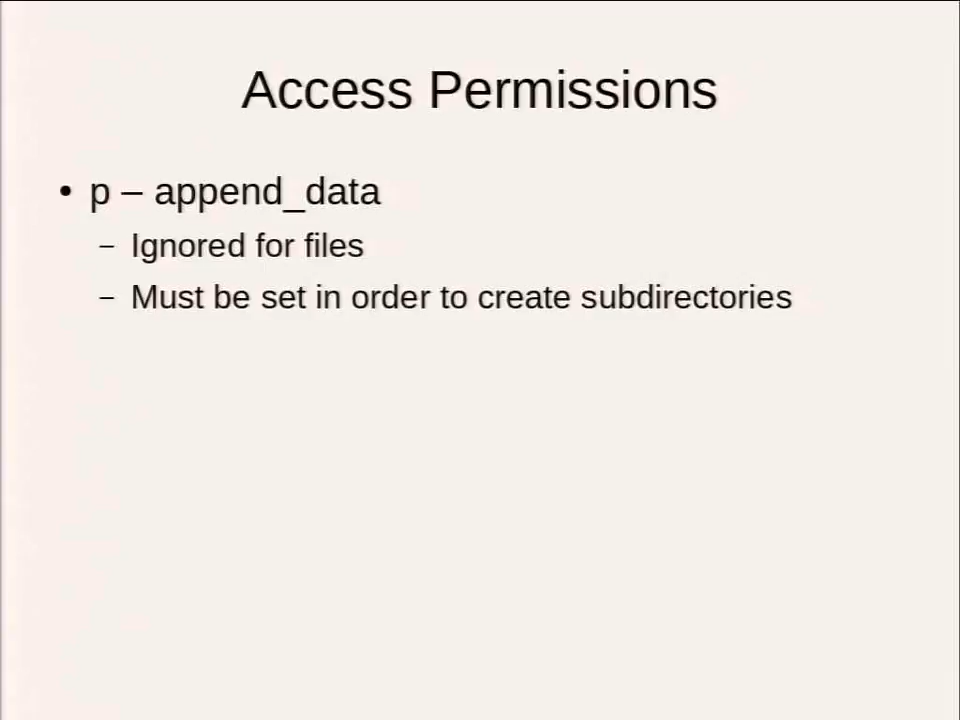 Access Permissions
• p – append_data
– Ignored for files
– Must be set in order to create subdirectories